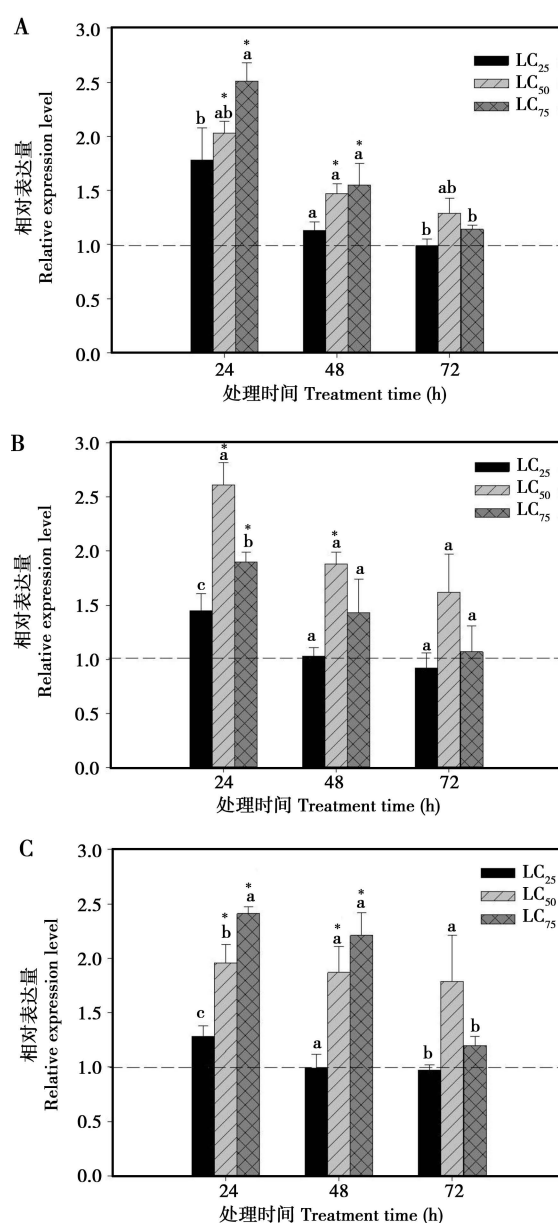 A
3.0
2.5
2.0
1.5
1.0
0.5
0.0
相对表达量
Relative expression level
LC25
LC50
LC75
b
*
ab
*
a
a
*
a
*
a
b
ab
b
24
48
72
处理时间 Treatment time (h)
B
3.0
2.5
2.0
1.5
1.0
0.5
0.0
相对表达量
Relative expression level
LC25
LC50
LC75
c
*
a
*
b
a
*
a
a
a
a
a
24
48
72
处理时间 Treatment time (h)
C
3.0
2.5
2.0
1.5
1.0
0.5
0.0
相对表达量
Relative expression level
LC25
LC50
LC75
c
*
b
*
a
a
*
a
*
a
b
a
b
24
48
72
处理时间 Treatment time (h)